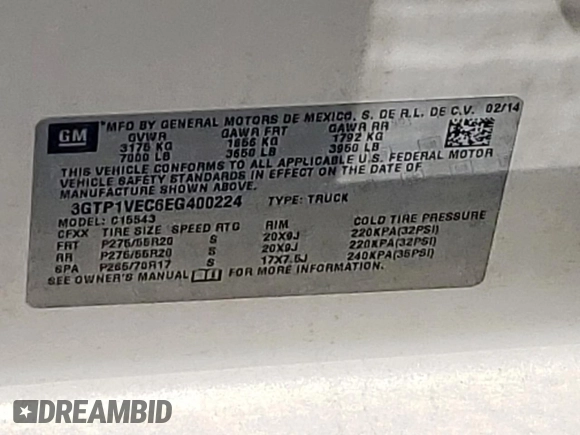 GM
*MFD BY GENERAL MOTORS DE MEXICO, S. DE R.L. DE C.V. 02/14
GVWR GAWR FRT GAWR RR
3175 KG 1656 KG 1792 KG
7000 LB 3650 LB 3950 LB
THIS VEHICLE CONFORMS TO ALL APPLICABLE U.S. FEDERAL MOTOR
VEHICLE SAFETY STANDARDS IN EFFECT ON THE DATE OF
MANUFACTURE SHOWN ABOVE.
3GTP1VEC6EG400224 TYPE: TRUCK
MODEL: C15543
CFXX TIRE SIZE SPEED RTG RIM COLD TIRE PRESSURE
FRT P275/55R20 S 20X9J 220KPA(32PSI)
RR P275/55R20 S 20X9J 220KPA(32PSI)
SPA P265/70R17 S 17X7.5J 240KPA(35PSI)
SEE OWNER'S MANUAL FOR MORE INFORMATION.
DREAMBID